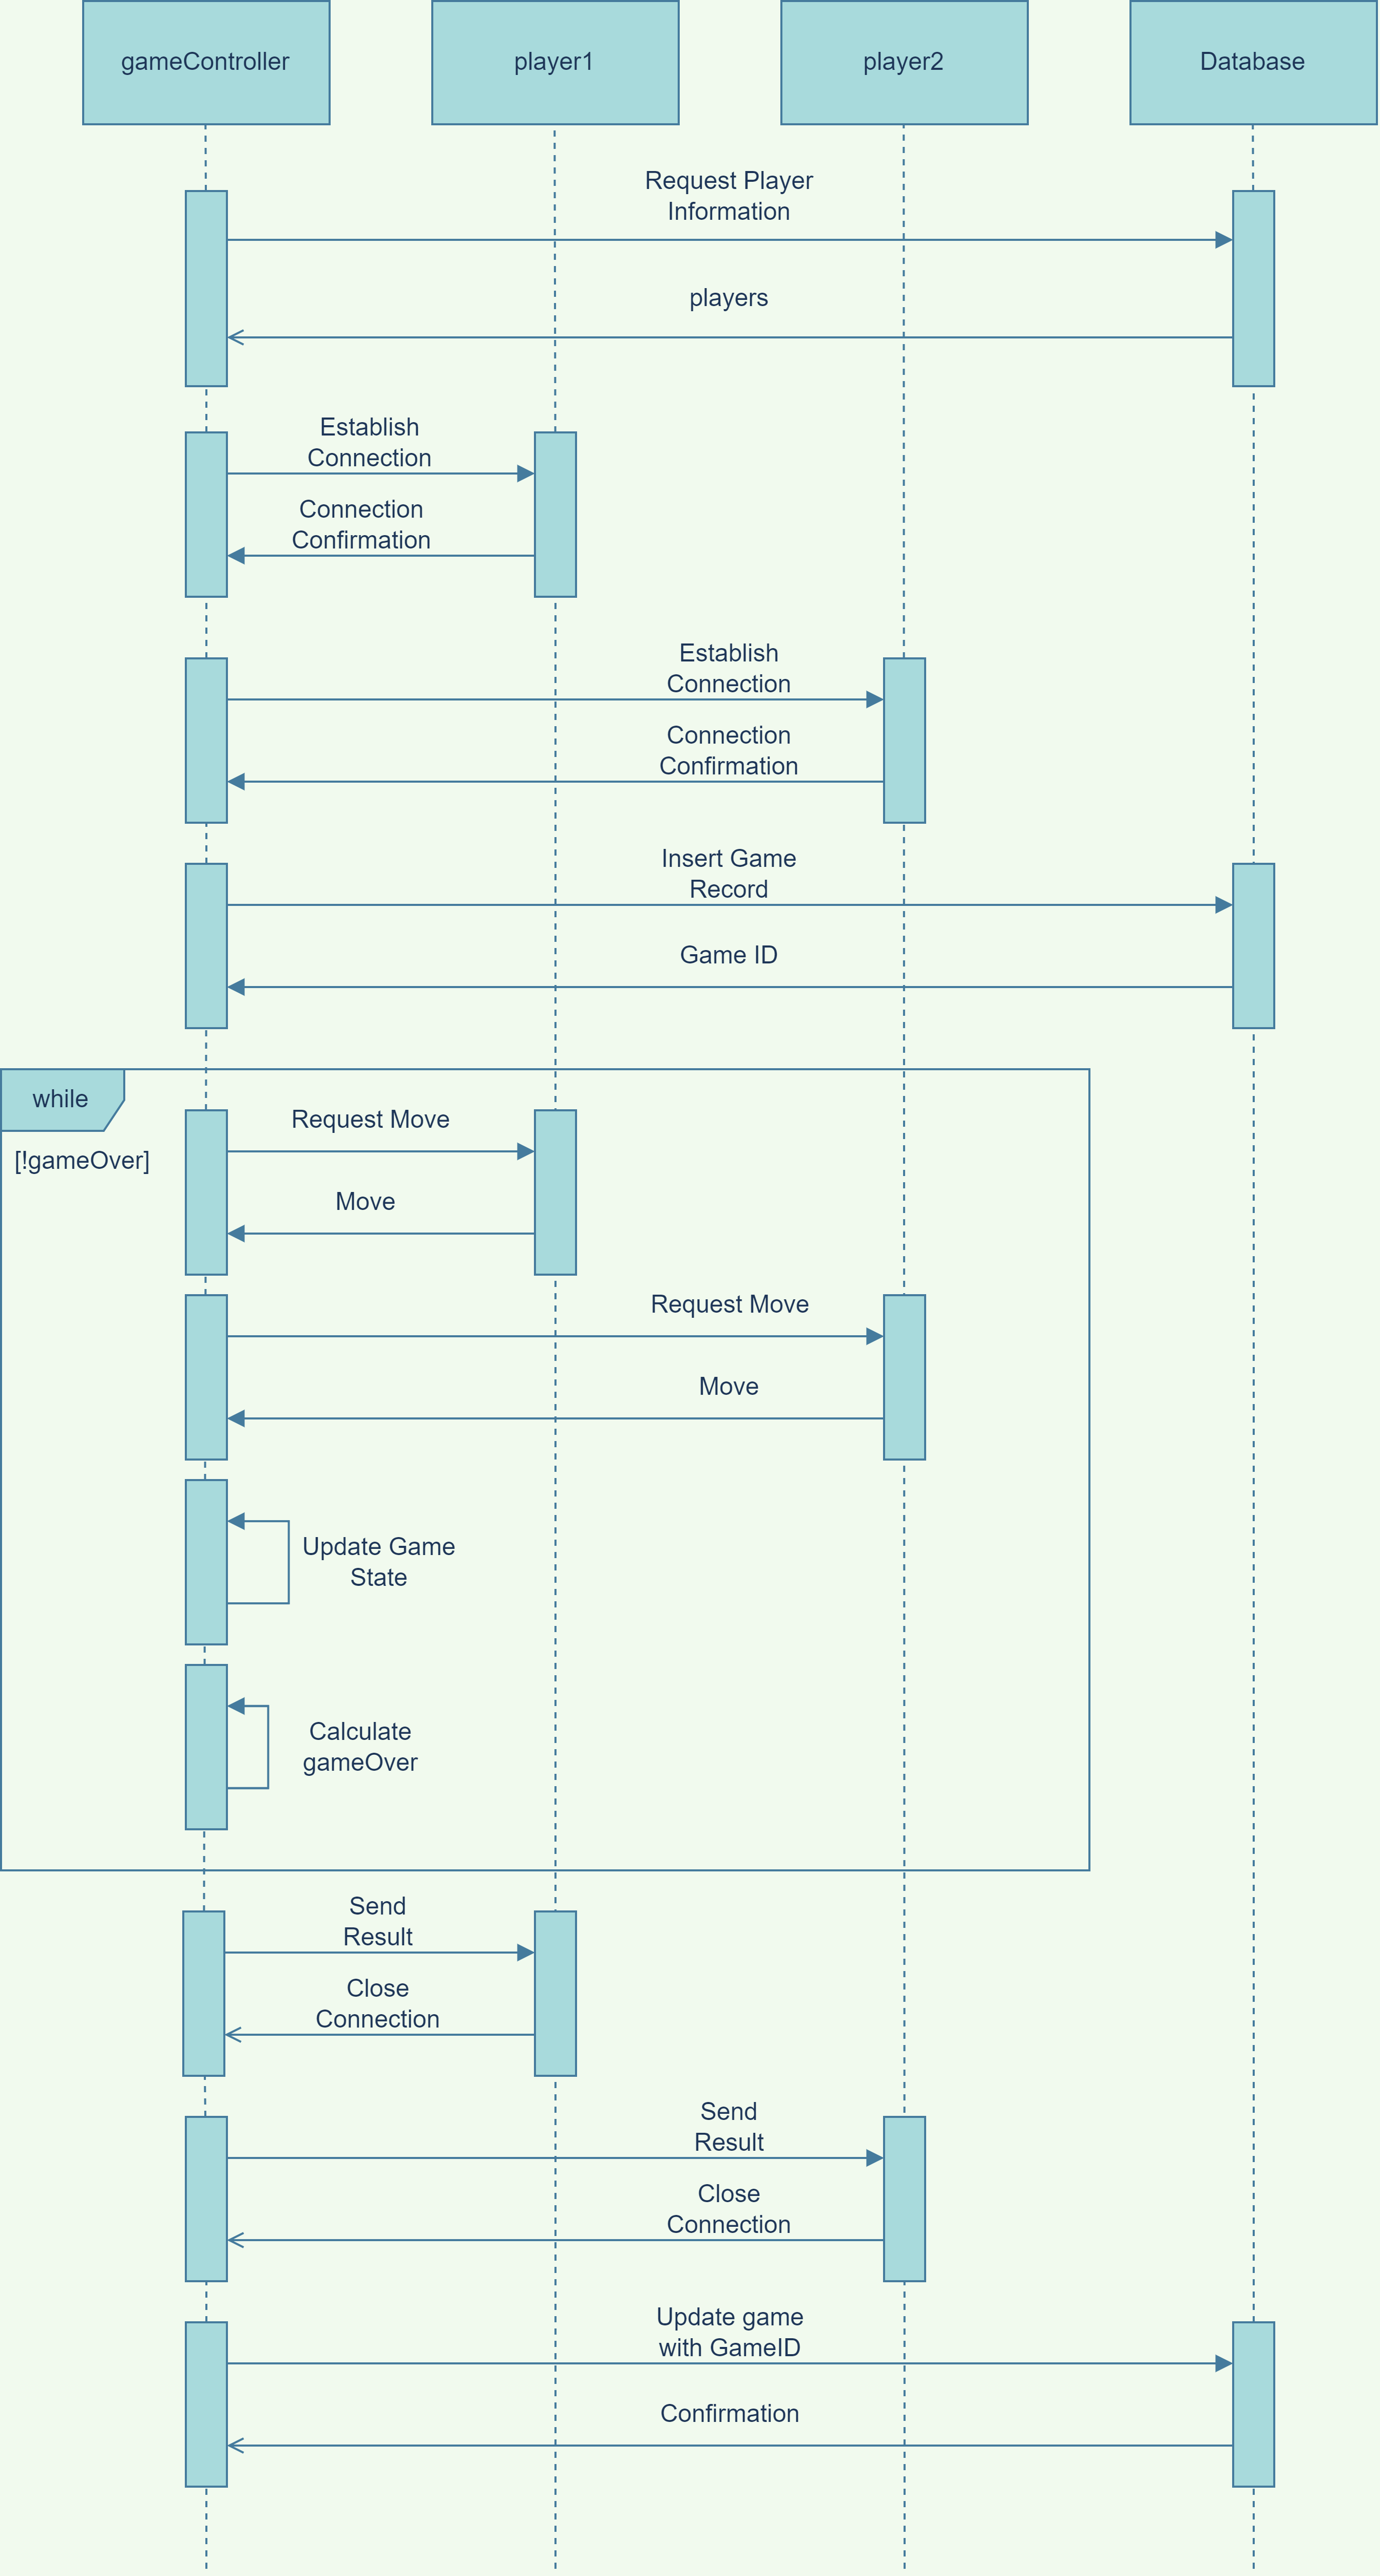 gameController
player1
player2
Database
Request Player
Information
players
Establish
Connection
Connection
Confirmation
Establish
Connection
Connection
Confirmation
Insert Game
Record
Game ID
while
[!gameOver]
Request Move
Move
Request Move
Move
Update Game
State
Calculate
gameOver
Send
Result
Close
Connection
Send
Result
Close
Connection
Update game
with GameID
Confirmation